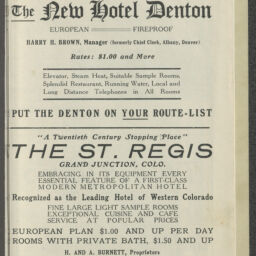 The New Hotel Denton
EUROPEAN FIREPROOF
HARRY H. BROWN, Manager (formerly Chief Clerk, Albany, Denver)
Rates: $1.00 and More
Elevator, Steam Heat, Suitable Sample Rooms,
Splendid Restaurant, Running Water, Local and
Long Distance Telephones in All Rooms
PUT THE DENTON ON YOUR ROUTE-LIST
"A Twentieth Century Stopping Place"
THE ST. REGIS
GRAND JUNCTION, COLO.
EMBRACING IN ITS EQUIPMENT EVERY
ESSENTIAL FEATURE OF A FIRST-CLASS
MODERN METROPOLITAN HOTEL
Recognized as the Leading Hotel of Western Colorado
FINE LARGE LIGHT SAMPLE ROOMS
EXCEPTIONAL CUISINE AND CAFE
SERVICE AT POPULAR PRICES
EUROPEAN PLAN $1.00 AND UP PER DAY
ROOMS WITH PRIVATE BATH, $1.50 AND UP
H. AND A. BURNETT, Proprietors